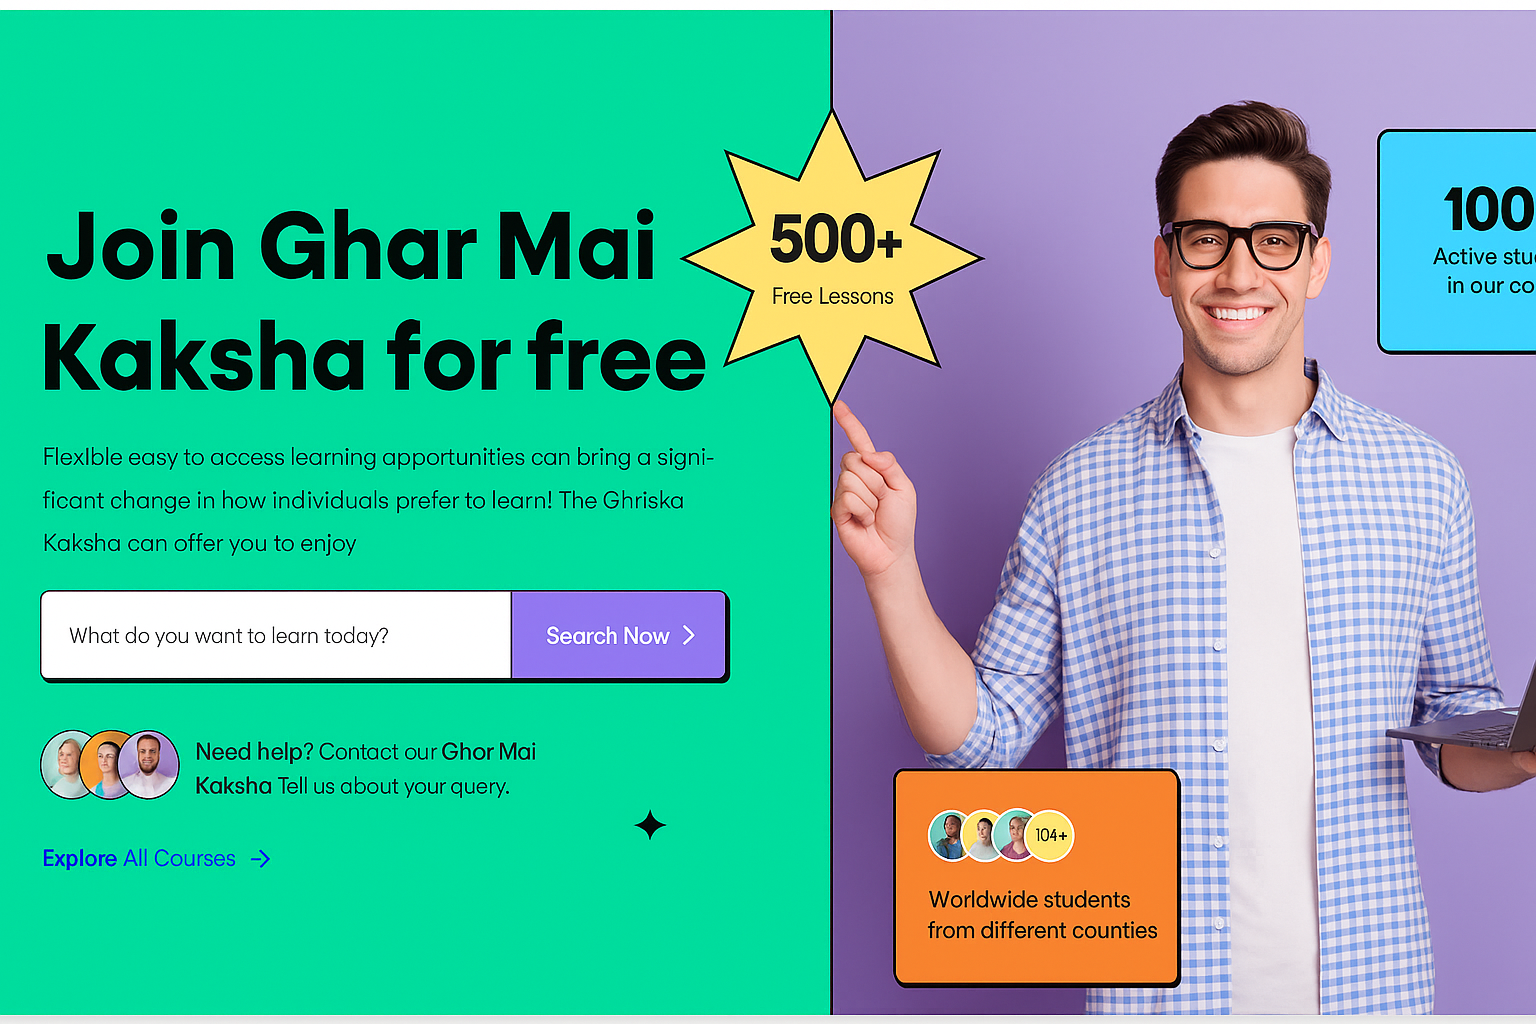 Join Ghar Mai
Kaksha for free
FlexIble easy to access learning apportunities can bring a signi-
ficant change in how individuals prefer to learn! The Ghriska
Kaksha can offer you to enjoy
What do you want to learn today?
Search Now
Need help? Contact our Ghor Mai
Kaksha Tell us about your query.
Explore All Courses
500+
Free Lessons
100
Active stu
in our co
104+
Worldwide students
from different counties